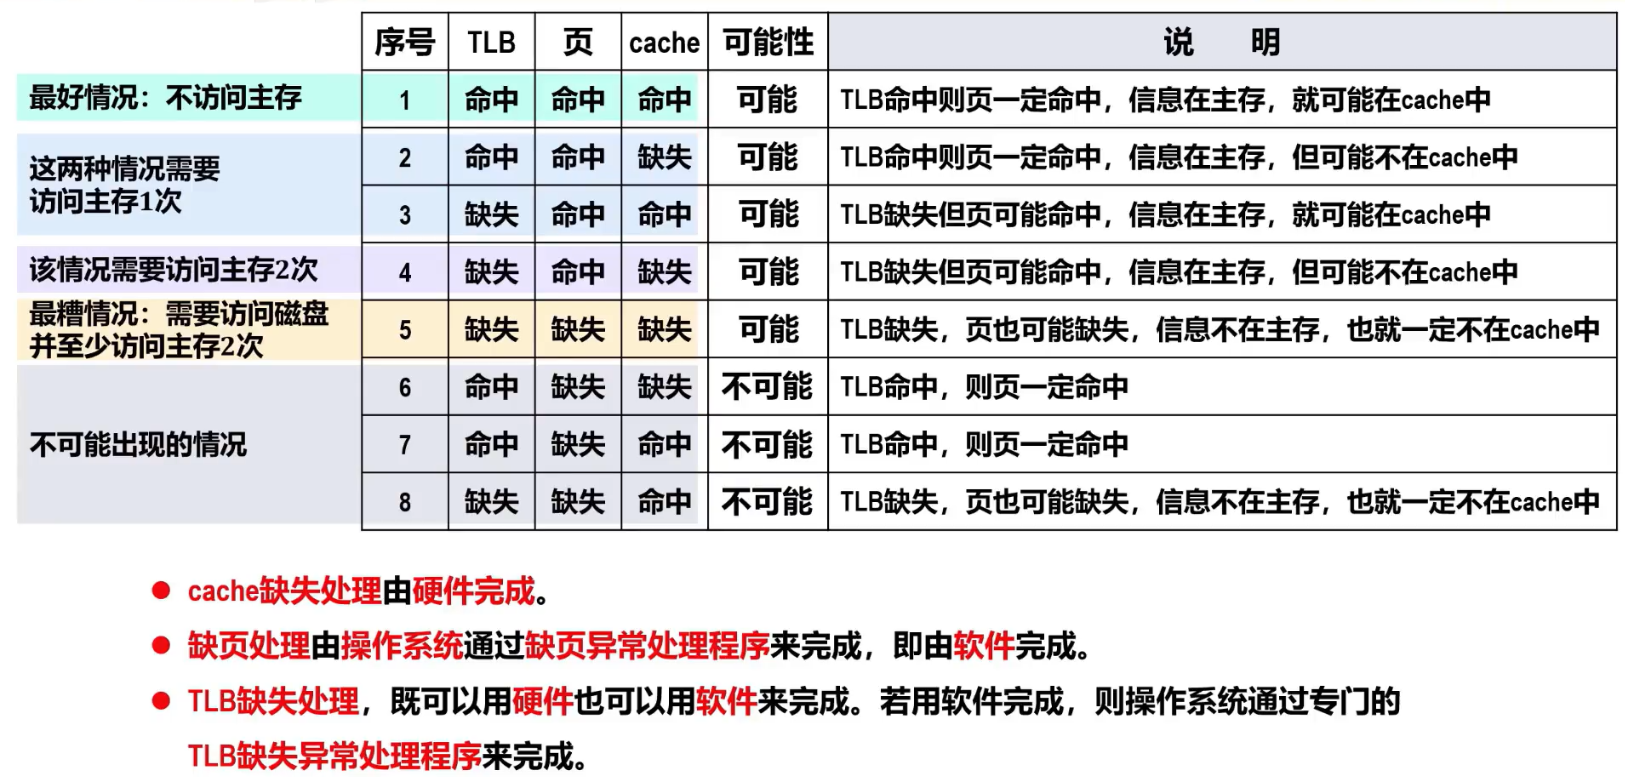 序号 TLB 页 cache 可能性 说 明
最好情况：不访问主存 1 命中 命中 命中 可能 TLB命中则页一定命中，信息在主存，就可能在cache中
这两种情况需要
访问主存1次
2 命中 命中 缺失 可能 TLB命中则页一定命中，信息在主存，但可能不在cache中
3 缺失 命中 命中 可能 TLB缺失但页可能命中，信息在主存，就可能在cache中
该情况需要访问主存2次 4 缺失 命中 缺失 可能 TLB缺失但页可能命中，信息在主存，但可能不在cache中
最糟情况：需要访问磁盘
并至少访问主存2次
5 缺失 缺失 缺失 可能 TLB缺失，页也可能缺失，信息不在主存，也就一定不在cache中
不可能出现的情况
6 命中 缺失 缺失 不可能 TLB命中，则页一定命中
7 命中 缺失 命中 不可能 TLB命中，则页一定命中
8 缺失 缺失 命中 不可能 TLB缺失，页也可能缺失，信息不在主存，也就一定不在cache中
● cache缺失处理由硬件完成。
● 缺页处理由操作系统通过缺页异常处理程序来完成，即由软件完成。
● TLB缺失处理，既可以用硬件也可以用软件来完成。若用软件完成，则操作系统通过专门的
TLB缺失异常处理程序来完成。